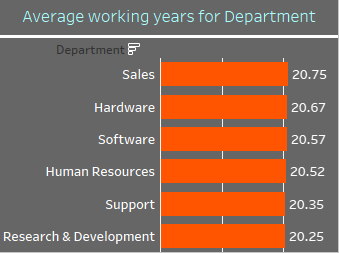 Average working years for Department
Department
Sales 20.75
Hardware 20.67
Software 20.57
Human Resources 20.52
Support 20.35
Research & Development 20.25